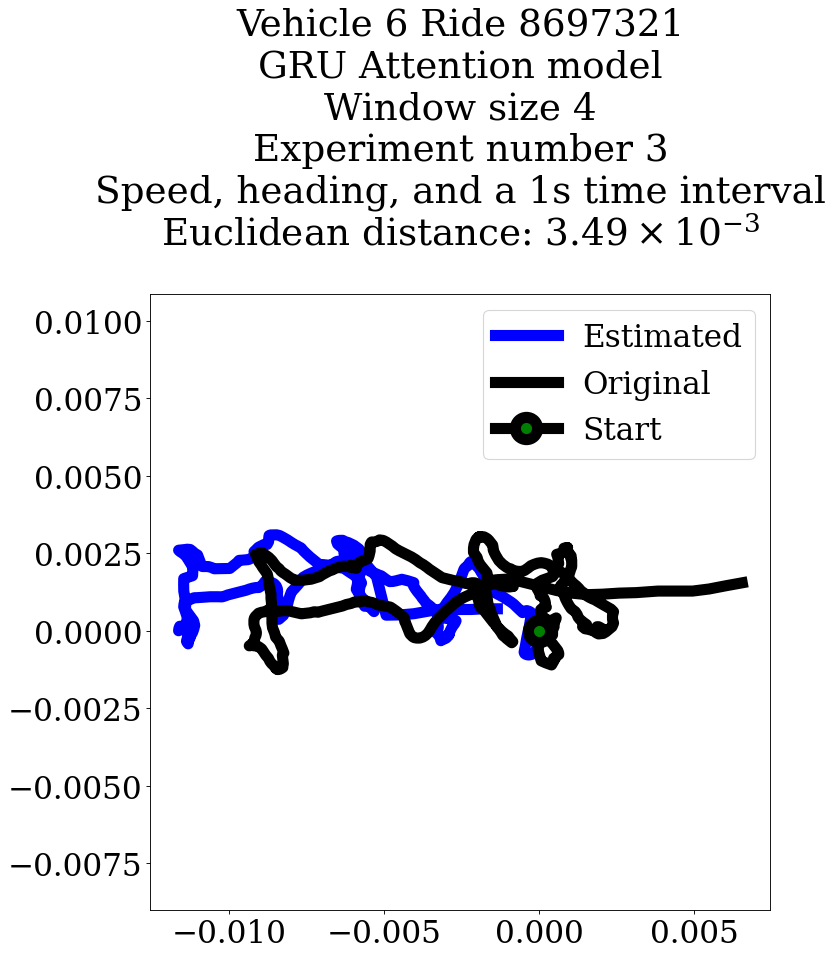 Vehicle 6 Ride 8697321
GRU Attention model
Window size 4
Experiment number 3
Speed, heading, and a 1s time interval
Euclidean distance: 3.49 × 10⁻³
Estimated
Original
Start
0.0100
0.0075
0.0050
0.0025
0.0000
−0.0025
−0.0050
−0.0075
−0.010
−0.005
0.000
0.005